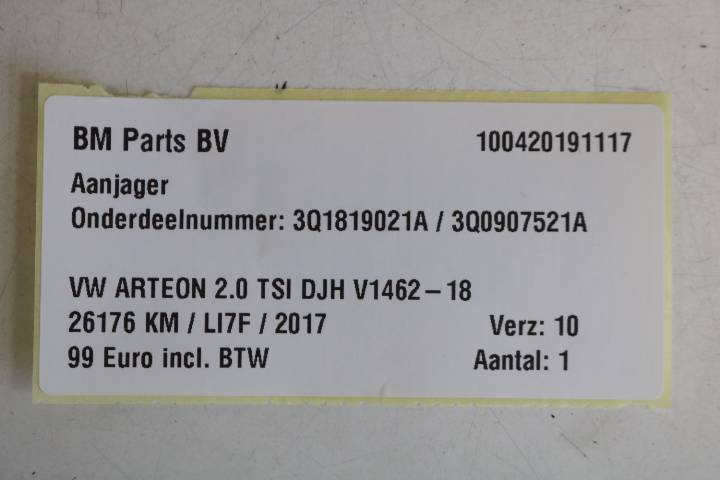 BM Parts BV 100420191117
Aanjager
Onderdeelnummer: 3Q1819021A / 3Q0907521A
VW ARTEON 2.0 TSI DJH V1462-18
26176 KM / LI7F / 2017 Verz: 10
99 Euro incl. BTW Aantal: 1